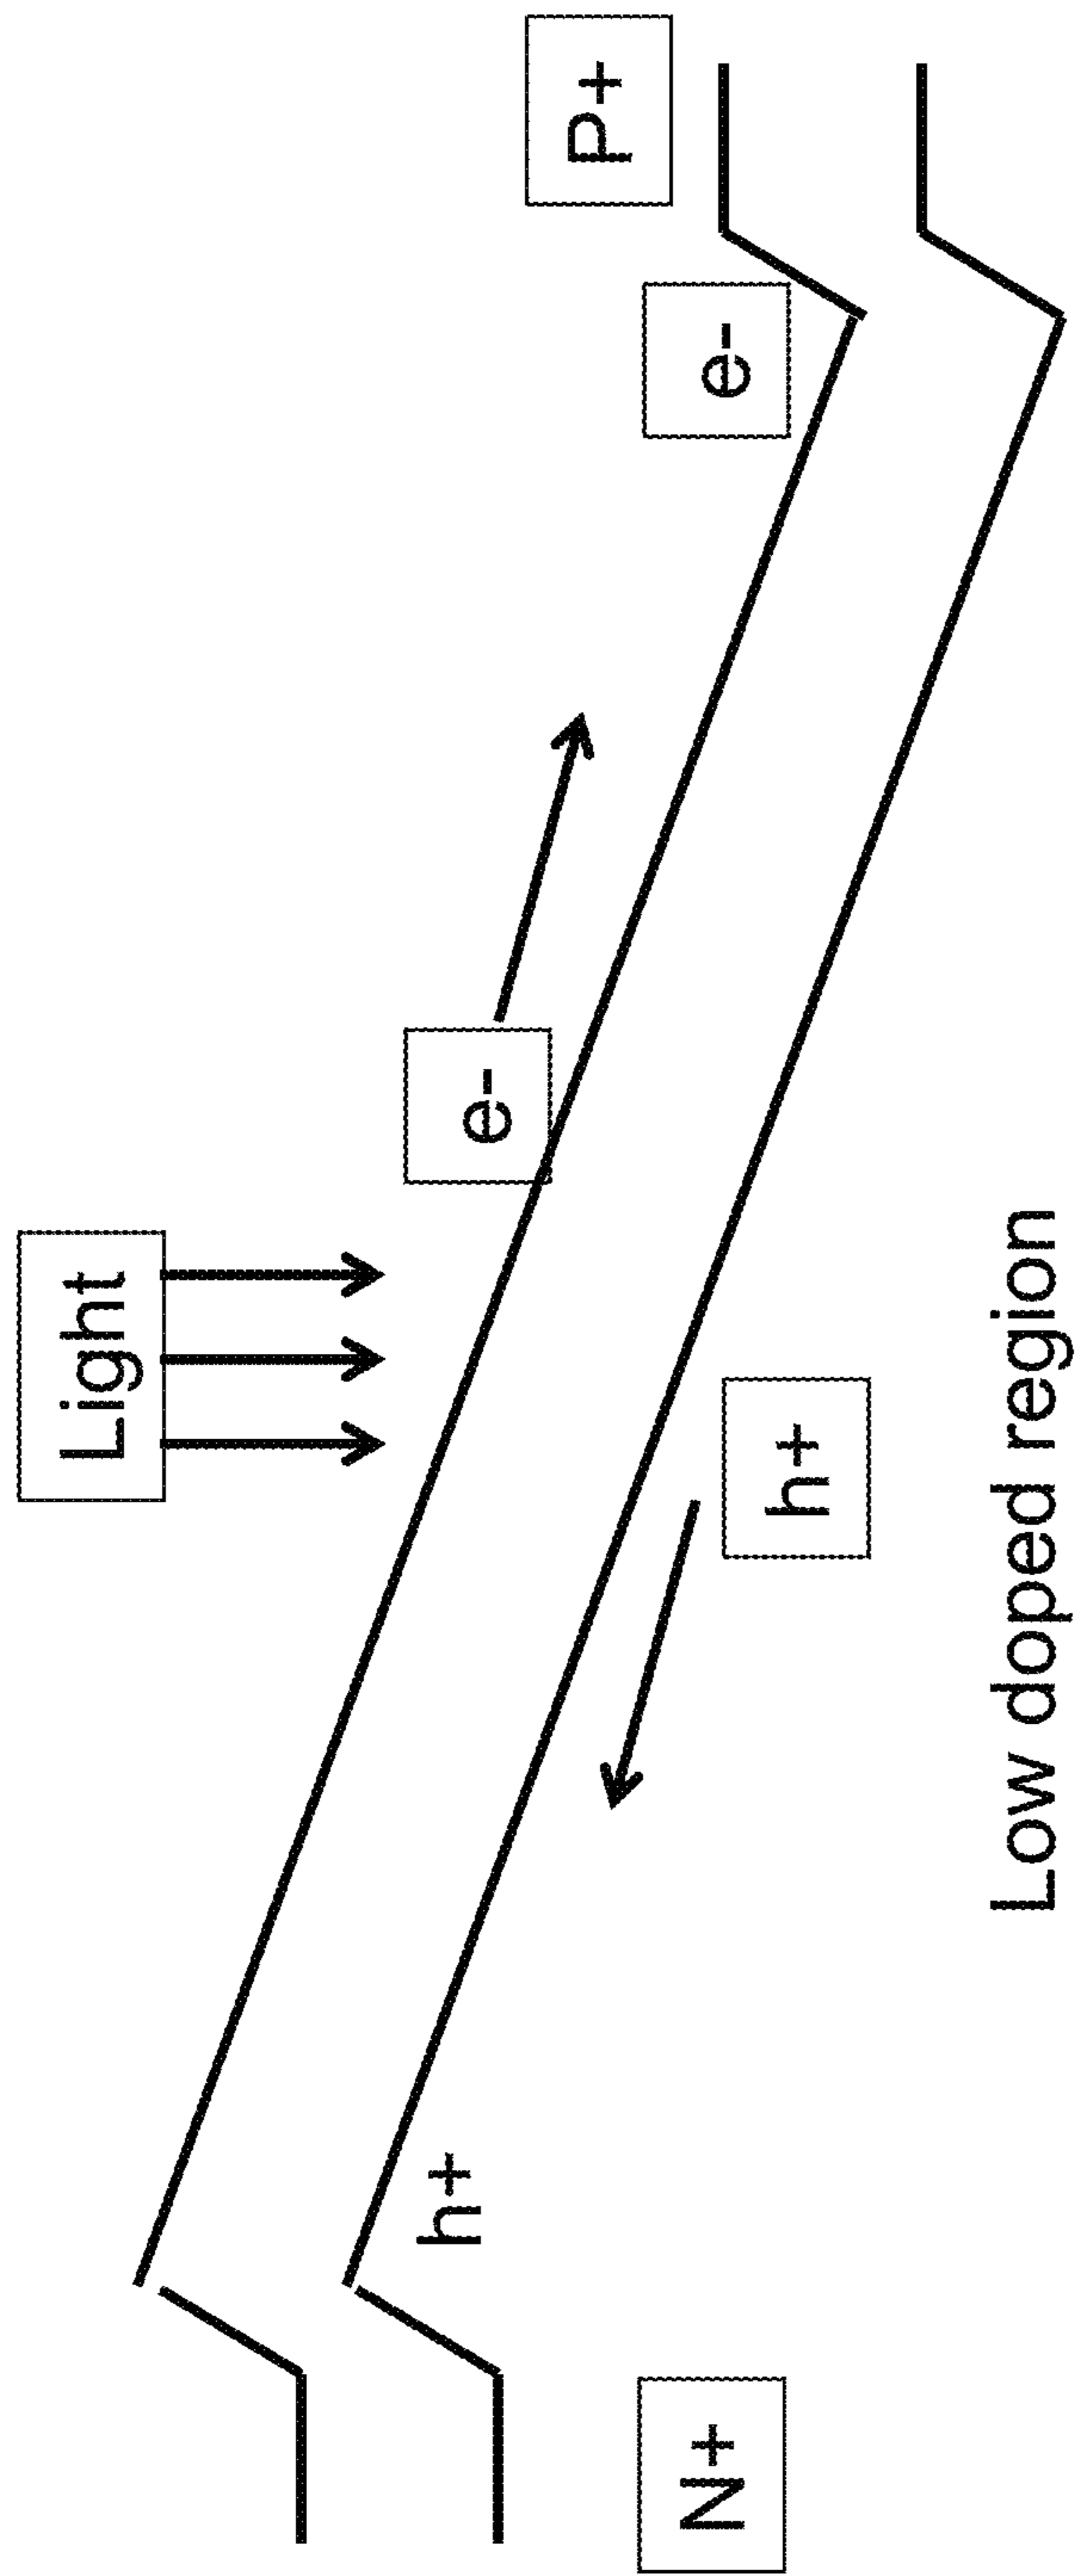 Light
P+
e-
e-
h+
h+
N+
Low doped region